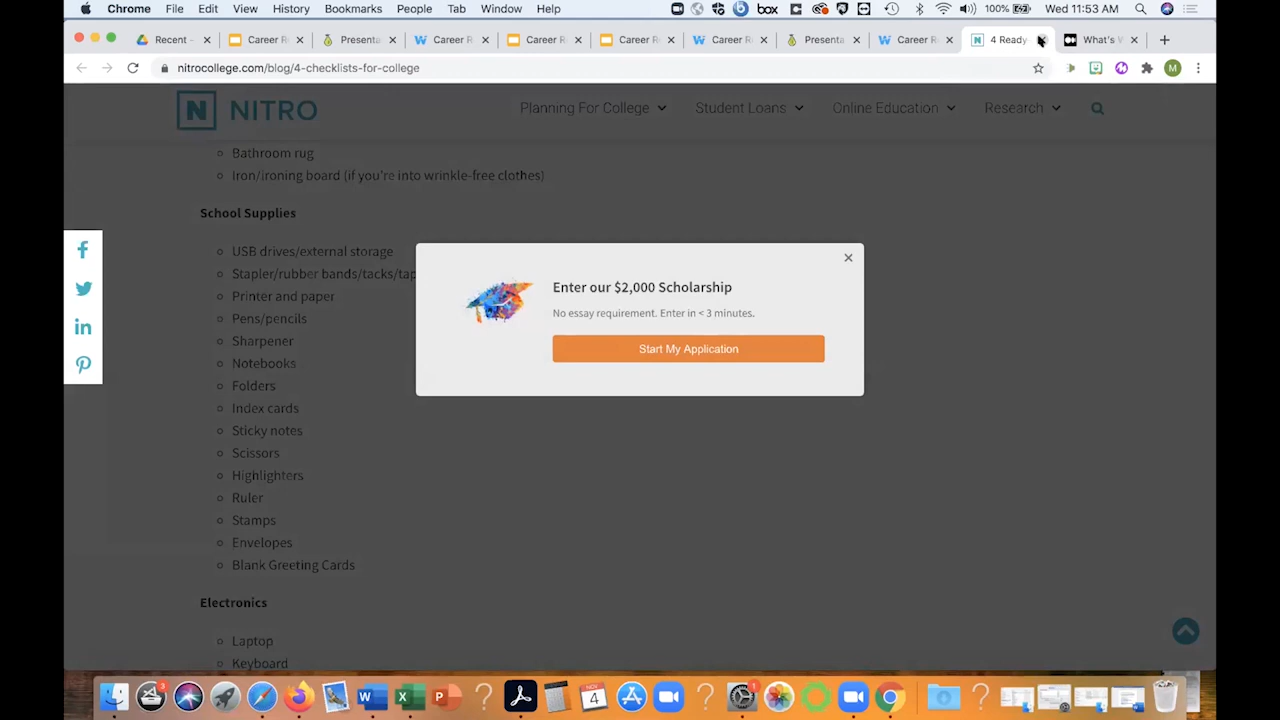 Chrome File Edit View History Bookmarks People Tab Window Help box 100% Wed 11:53 AM
Recent - Career R Presenta Career R Career R Career R Career R Presenta Career R 4 Ready- What's
nitrocollege.com/blog/4-checklists-for-college
M
N NITRO Planning For College Student Loans Online Education Research
Bathroom rug
Iron/ironing board (if you're into wrinkle-free clothes)
School Supplies
USB drives/external storage
Stapler/rubber bands/tacks/tap
Printer and paper
Pens/pencils
Sharpener
Notebooks
Folders
Index cards
Sticky notes
Scissors
Highlighters
Ruler
Stamps
Envelopes
Blank Greeting Cards
Electronics
Laptop
Keyboard
Enter our $2,000 Scholarship
No essay requirement. Enter in < 3 minutes.
Start My Application
3
NOV
4
1